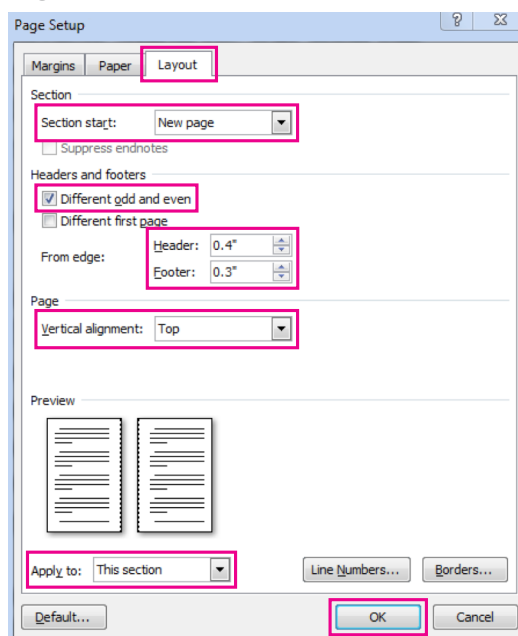 Page Setup
Margins Paper Layout
Section
Section start: New page
Suppress endnotes
Headers and footers
Different odd and even
Different first page
From edge:
Header: 0.4"
Footer: 0.3"
Page
Vertical alignment: Top
Preview
Apply to: This section Line Numbers... Borders...
Default... OK Cancel